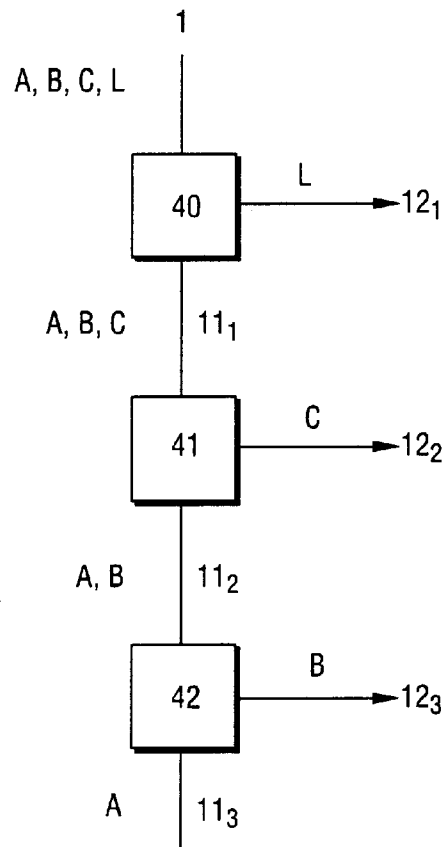 1
A, B, C, L
L
40
12₁
A, B, C
11₁
C
41
12₂
A, B
11₂
B
42
12₃
A
11₃